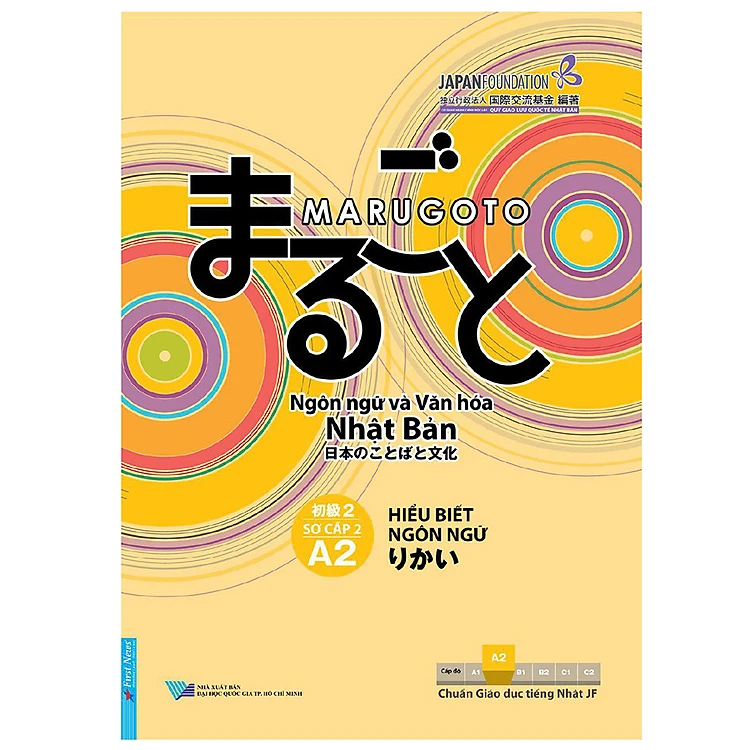 JAPANFOUNDATION
独立行政法人 国際交流基金 編著
QUỸ GIAO LƯU QUỐC TẾ NHẬT BẢN
まるごと
MARUGOTO
Ngôn ngữ và Văn hóa
Nhật Bản
日本のことばと文化
初級2
SƠ CẤP 2
A2
HIỂU BIẾT
NGÔN NGỮ
りかい
First News
NHÀ XUẤT BẢN
ĐẠI HỌC QUỐC GIA TP. HỒ CHÍ MINH
Cấp độ A1 A2 B1 B2 C1 C2
Chuẩn Giáo dục tiếng Nhật JF